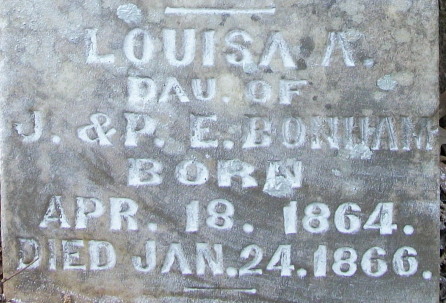 LOUISA A.
DAU. OF
J. & P. E. BONHAM
BORN
APR. 18. 1864.
DIED JAN. 24. 1866.